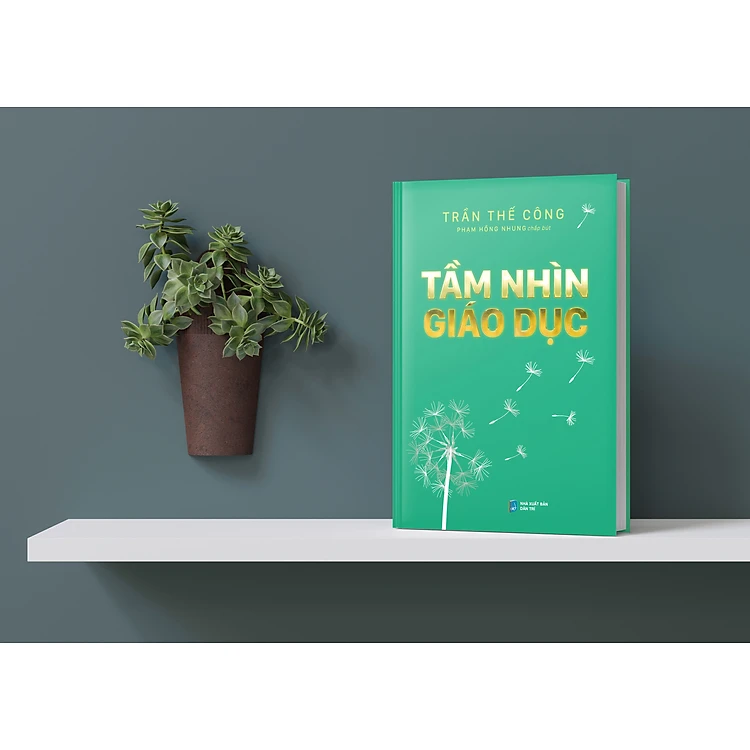 TRẦN THẾ CÔNG
PHẠM HỒNG NHUNG chấp bút
TẦM NHÌN
GIÁO DỤC
NHÀ XUẤT BẢN
DÂN TRÍ